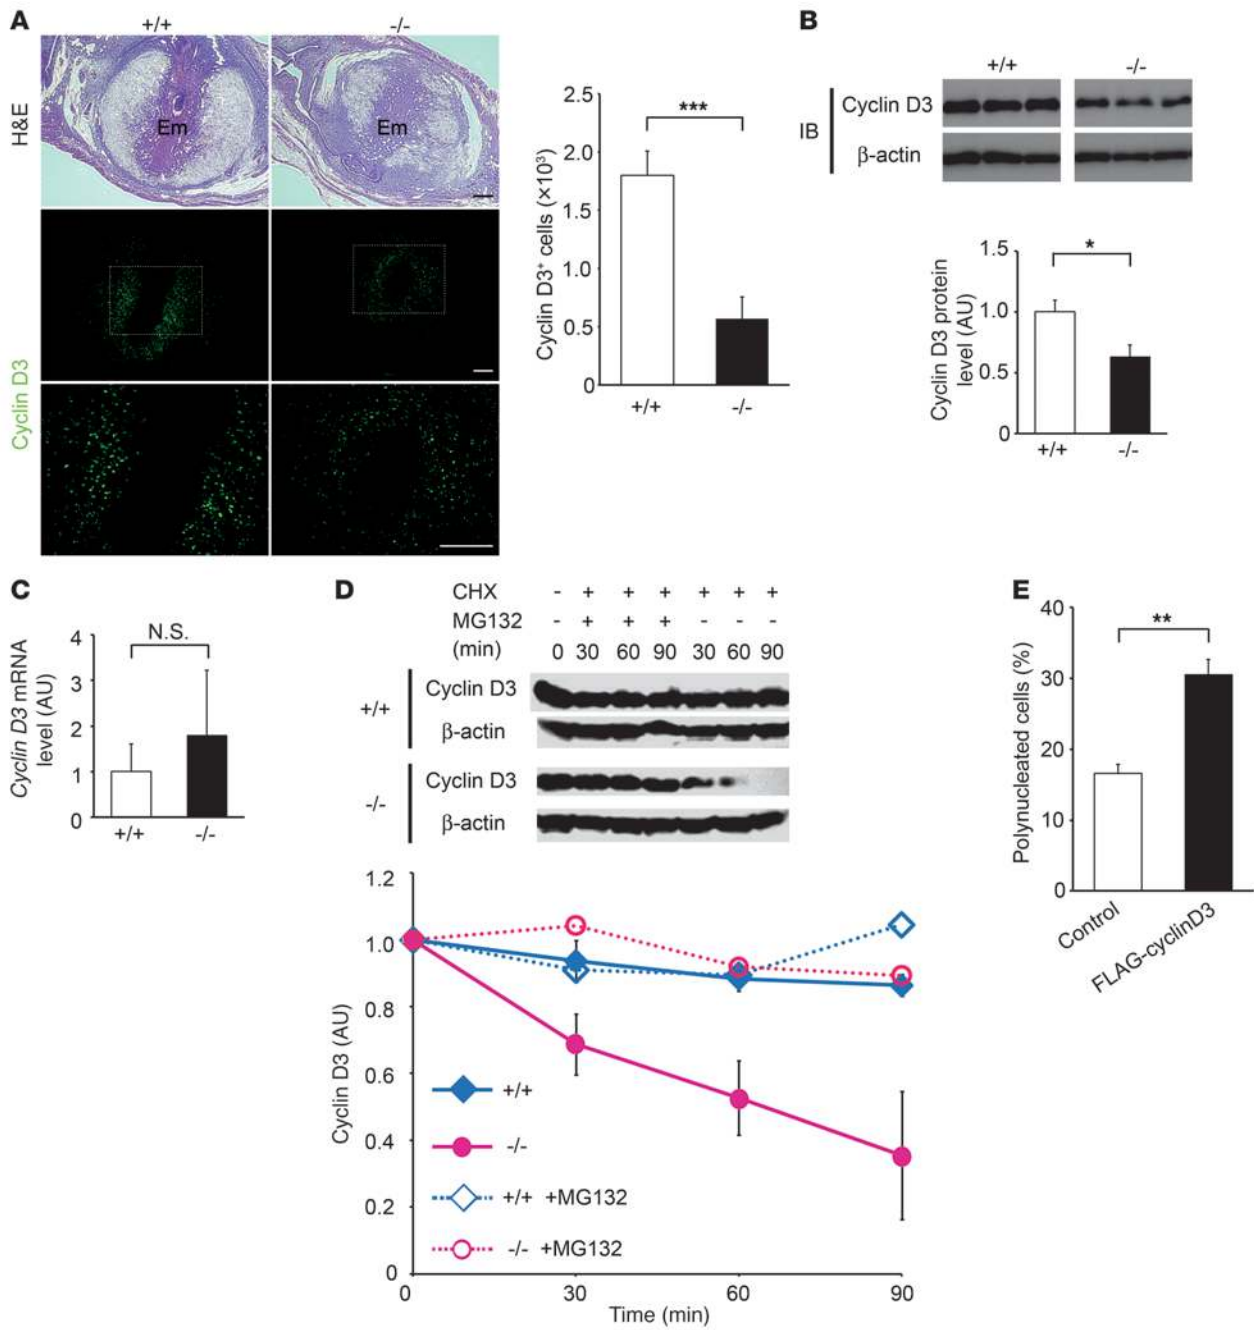 A
+/+
-/-
H&E
Em
Em
Cyclin D3
Cyclin D3⁺ cells (×10³)
2.5
2.0
1.5
1.0
0.5
0
***
+/+
-/-
B
+/+
-/-
IB
Cyclin D3
β-actin
Cyclin D3 protein
level (AU)
1.5
1.0
0.5
0
*
+/+
-/-
C
Cyclin D3 mRNA
level (AU)
4
3
2
1
0
N.S.
+/+
-/-
D
CHX - + + + + + +
MG132 - + + + - - -
(min) 0 30 60 90 30 60 90
+/+
Cyclin D3
β-actin
-/-
Cyclin D3
β-actin
Cyclin D3 (AU)
1.2
1.0
0.8
0.6
0.4
0.2
0
+/+
-/-
+/+ +MG132
-/- +MG132
0 30 60 90
Time (min)
E
Polynucleated cells (%)
40
30
20
10
0
**
Control
FLAG-cyclinD3